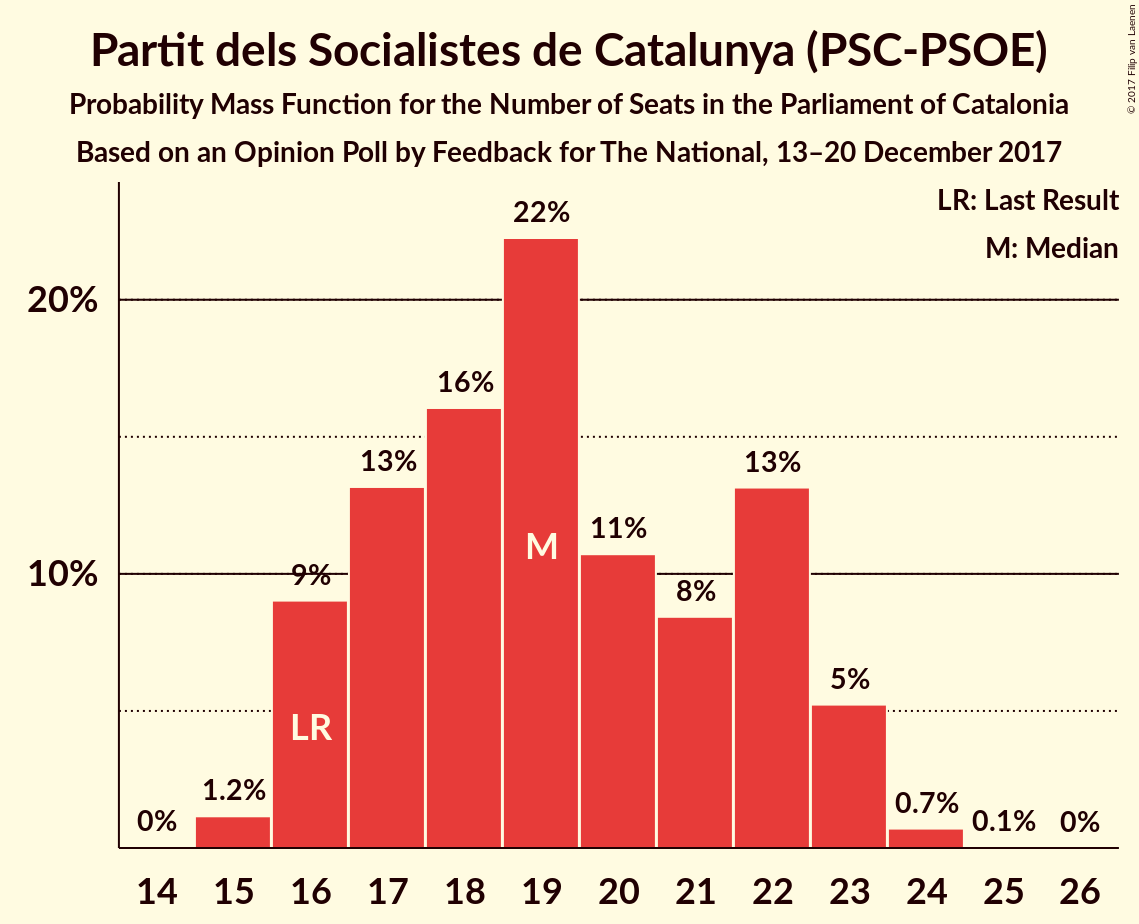 Partit dels Socialistes de Catalunya (PSC-PSOE)
Probability Mass Function for the Number of Seats in the Parliament of Catalonia
Based on an Opinion Poll by Feedback for The National, 13–20 December 2017
© 2017 Filip van Laenen
LR: Last Result
M: Median
20%
10%
0%
1.2%
9%
13%
16%
22%
11%
8%
13%
5%
0.7%
0.1%
0%
LR
M
14 15 16 17 18 19 20 21 22 23 24 25 26